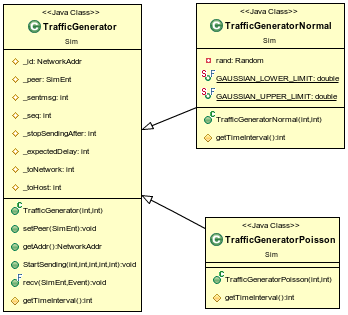 <<Java Class>>
TrafficGenerator
Sim
_id: NetworkAddr
_peer: SimEnt
_sentmsg: int
_seq: int
_stopSendingAfter: int
_expectedDelay: int
_toNetwork: int
_toHost: int
TrafficGenerator(int,int)
setPeer(SimEnt):void
getAddr():NetworkAddr
StartSending(int,int,int,int,int):void
recv(SimEnt,Event):void
getTimeInterval():int
<<Java Class>>
TrafficGeneratorNormal
Sim
rand: Random
GAUSSIAN_LOWER_LIMIT: double
GAUSSIAN_UPPER_LIMIT: double
TrafficGeneratorNormal(int,int)
getTimeInterval():int
<<Java Class>>
TrafficGeneratorPoisson
Sim
TrafficGeneratorPoisson(int,int)
getTimeInterval():int